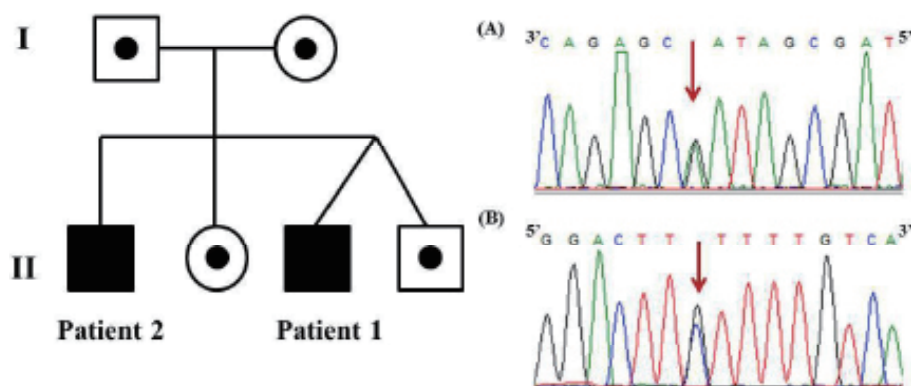 I
II
Patient 2
Patient 1
(A)
3' C A G A G C A T A G C G A T 5'
(B)
5' G G A C T T T T T T G T C A 3'